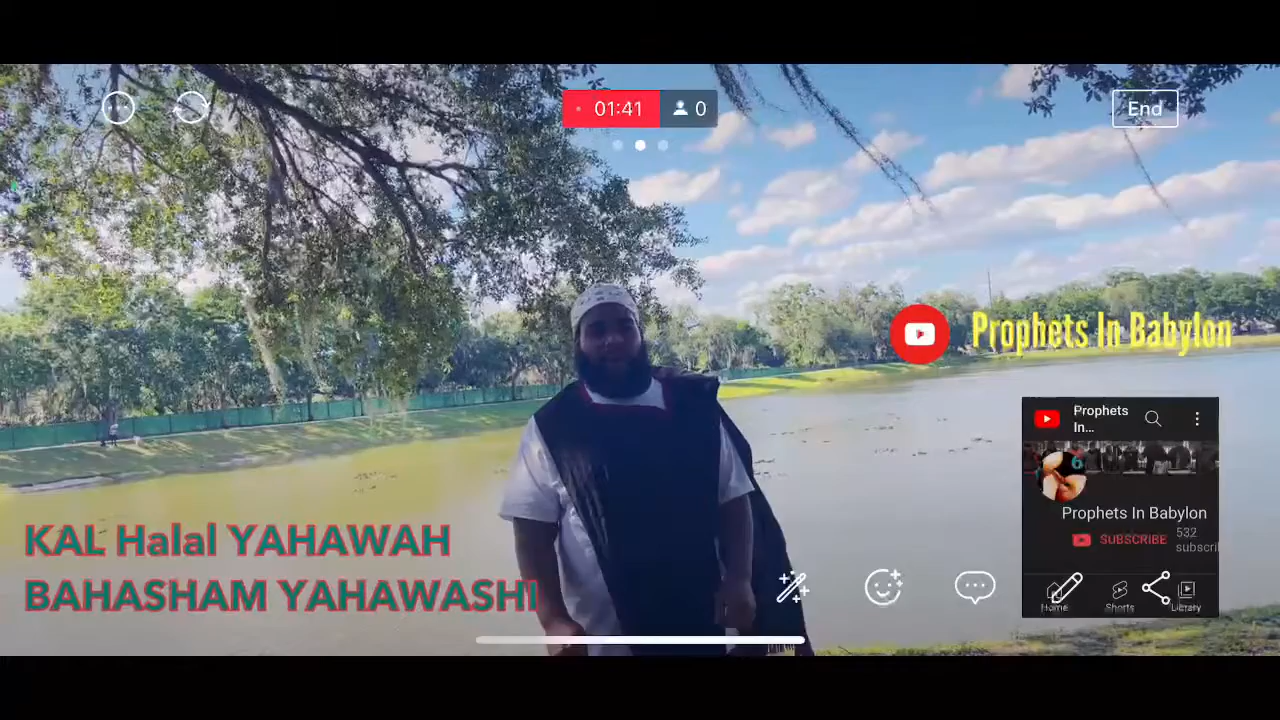 01:41
0
End
Prophets In Babylon
Prophets
In...
Prophets In Babylon
SUBSCRIBE
532
subscri
Home
Shorts
Library
KAL Halal YAHAWAH
BAHASHAM YAHAWASHI